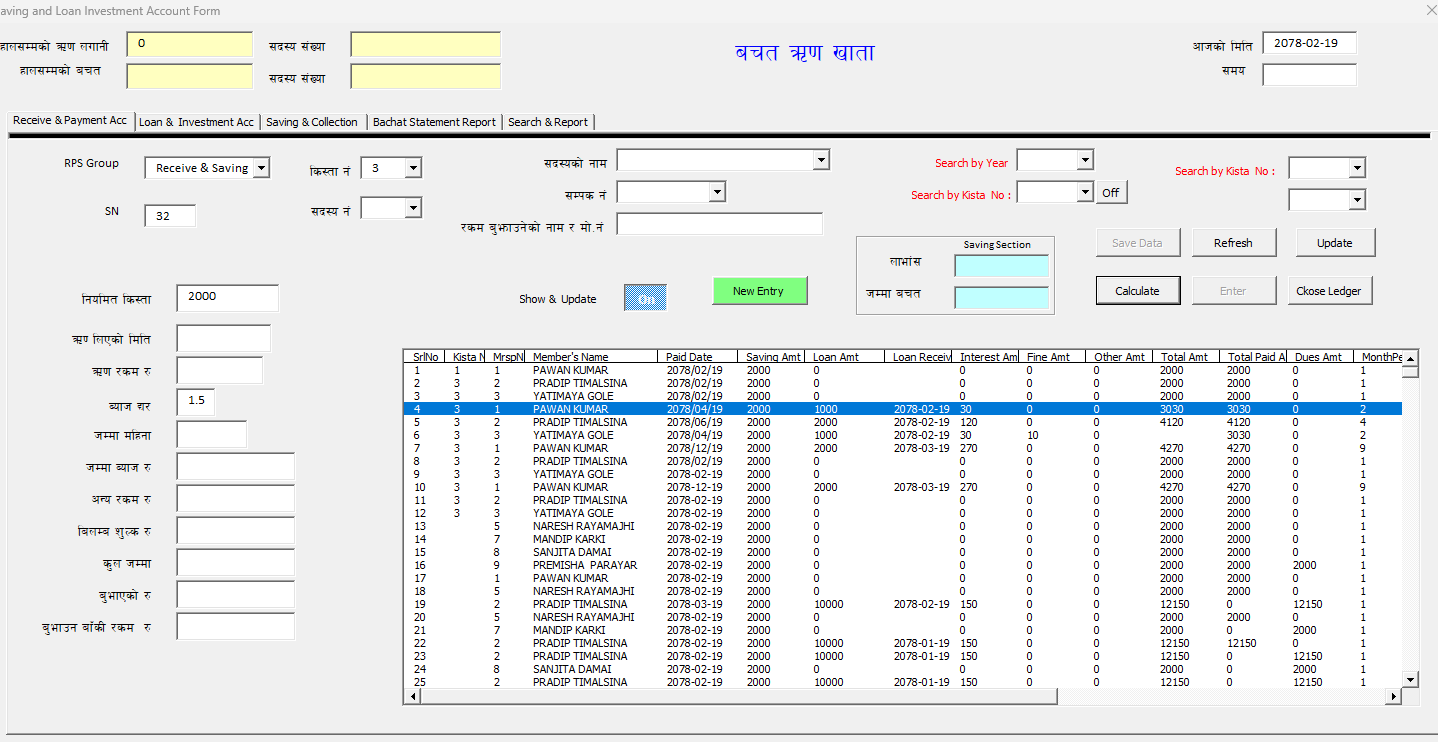 aving and Loan Investment Account Form
हालसम्मको ऋण लगानी 0 सदस्य संख्या
बचत ऋण खाता
आजको मिति 2078-02-19
हालसम्मको बचत सदस्य संख्या
समय
Receive & Payment Acc Loan & Investment Acc Saving & Collection Bachat Statement Report Search & Report
RPS Group Receive & Saving किस्ता नं 3 सदस्यको नाम Search by Year Search by Kista No :
सम्पक नं Search by Kista No : Off
SN 32 सदस्य नं
रकम बुझाउनेको नाम र मो.नं
Saving Section
लाभांस
जम्मा बचत
Save Data Refresh Update
Calculate Enter Ckose Ledger
Show & Update New Entry
नियमित किस्ता 2000
ऋण लिएको मिति
ऋण रकम रु
ब्याज द्यर 1.5
जम्मा महिना
जम्मा ब्याज रु
अन्य रकम रु
बिलम्ब शुल्क रु
कुल जम्मा
बुभाएको रु
बुभाउन बाँकी रकम रु
SrlNo Kista N MrspN Member's Name Paid Date Saving Amt Loan Amt Loan Receiv Interest Am Fine Amt Other Amt Total Amt Total Paid A Dues Amt MonthPe
1 1 1 PAWAN KUMAR 2078/02/19 2000 0 0 0 0 2000 2000 0 1
2 3 2 PRADIP TIMALSINA 2078/02/19 2000 0 0 0 0 2000 2000 0 1
3 3 3 YATIMAYA GOLE 2078/02/19 2000 0 0 0 0 2000 2000 0 1
4 3 1 PAWAN KUMAR 2078/04/19 2000 1000 2078-02-19 30 0 0 3030 3030 0 2
5 3 2 PRADIP TIMALSINA 2078/06/19 2000 2000 2078-02-19 120 0 0 4120 4120 0 4
6 3 3 YATIMAYA GOLE 2078/04/19 2000 1000 2078-02-19 30 10 0 3030 0 2
7 3 1 PAWAN KUMAR 2078/12/19 2000 2000 2078-03-19 270 0 0 4270 4270 0 9
8 3 2 PRADIP TIMALSINA 2078/02/19 2000 0 0 0 0 2000 2000 0 1
9 3 3 YATIMAYA GOLE 2078-02-19 2000 0 0 0 0 2000 2000 0 1
10 3 1 PAWAN KUMAR 2078-12-19 2000 2000 2078-03-19 270 0 0 4270 4270 0 9
11 3 2 PRADIP TIMALSINA 2078-02-19 2000 0 0 0 0 2000 2000 0 1
12 3 3 YATIMAYA GOLE 2078-02-19 2000 0 0 0 0 2000 2000 0 1
13 5 NARESH RAYAMAJHI 2078-02-19 2000 0 0 0 0 2000 2000 0 1
14 7 MANDIP KARKI 2078-02-19 2000 0 0 0 0 2000 2000 0 1
15 8 SANJITA DAMAI 2078-02-19 2000 0 0 0 0 2000 2000 0 1
16 9 PREMISHA PARAYAR 2078-02-19 2000 0 0 0 0 2000 0 2000 1
17 1 PAWAN KUMAR 2078-02-19 2000 0 0 0 0 2000 2000 0 1
18 5 NARESH RAYAMAJHI 2078-02-19 2000 0 0 0 0 2000 2000 0 1
19 2 PRADIP TIMALSINA 2078-03-19 2000 10000 2078-02-19 150 0 0 12150 0 12150 1
20 5 NARESH RAYAMAJHI 2078-02-19 2000 0 0 0 0 2000 2000 0 1
21 7 MANDIP KARKI 2078-02-19 2000 0 0 0 0 2000 0 2000 1
22 2 PRADIP TIMALSINA 2078-02-19 2000 10000 2078-01-19 150 0 0 12150 12150 0 1
23 2 PRADIP TIMALSINA 2078-02-19 2000 10000 2078-01-19 150 0 0 12150 0 12150 1
24 8 SANJITA DAMAI 2078-02-19 2000 0 0 0 0 2000 0 2000 1
25 2 PRADIP TIMALSINA 2078-02-19 2000 10000 2078-01-19 150 0 0 12150 0 12150 1